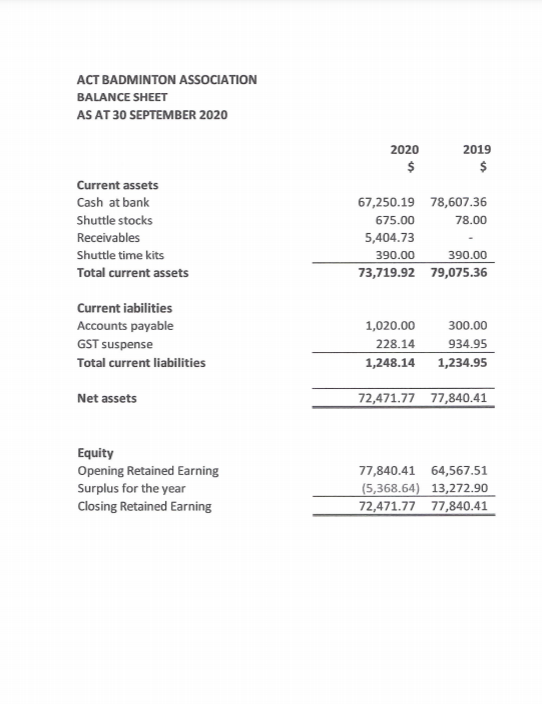 ACT BADMINTON ASSOCIATION
BALANCE SHEET
AS AT 30 SEPTEMBER 2020
2020 2019
$ $
Current assets
Cash at bank 67,250.19 78,607.36
Shuttle stocks 675.00 78.00
Receivables 5,404.73 -
Shuttle time kits 390.00 390.00
Total current assets 73,719.92 79,075.36
Current iabilities
Accounts payable 1,020.00 300.00
GST suspense 228.14 934.95
Total current liabilities 1,248.14 1,234.95
Net assets 72,471.77 77,840.41
Equity
Opening Retained Earning 77,840.41 64,567.51
Surplus for the year (5,368.64) 13,272.90
Closing Retained Earning 72,471.77 77,840.41